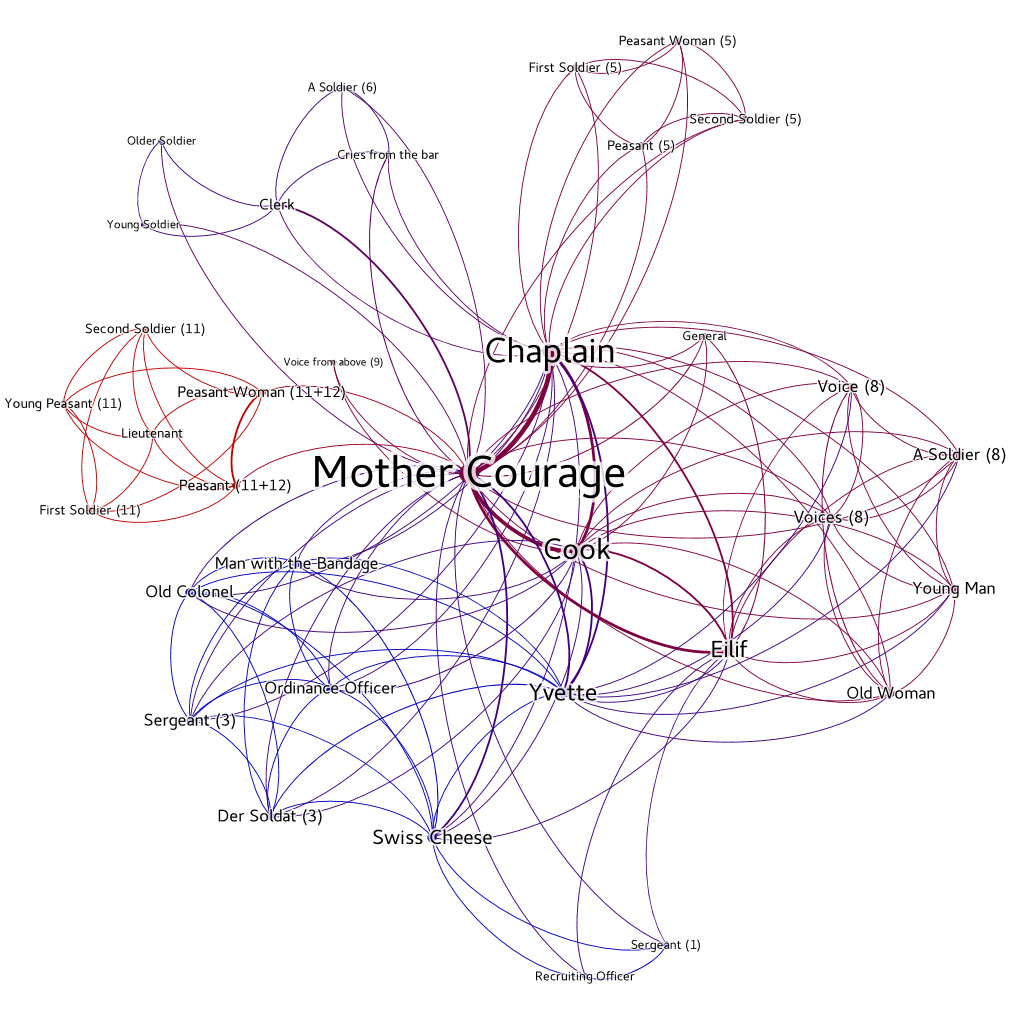 Peasant Woman (5)
First Soldier (5)
A Soldier (6)
Second Soldier (5)
Older Soldier
Peasant (5)
Cries from the bar
Clerk
Young Soldier
Second Soldier (11)
General
Chaplain
Voice from above (9)
Voice (8)
Peasant Woman (11+12)
Young Peasant (11)
Lieutenant
A Soldier (8)
Mother Courage
Peasant (11+12)
First Soldier (11)
Voices (8)
Cook
Man with the Bandage
Old Colonel
Young Man
Eilif
Ordinance Officer
Yvette
Old Woman
Sergeant (3)
Der Soldat (3)
Swiss Cheese
Sergeant (1)
Recruiting Officer